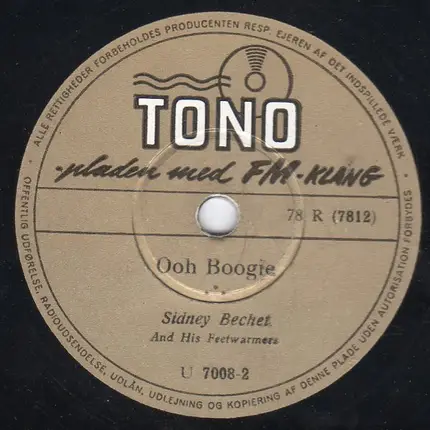 ALLE RETTIGHEDER FORBEHOLDES PRODUCENTEN RESP. EJEREN AF DET INDSPILLEDE VÆRK
TONO
-pladen med FM-KLANG
78 R (7812)
Ooh Boogie
Sidney Bechet
And His Feetwarmers
U 7008-2
OFFENTLIG UDFØRELSE, RADIOUDSENDELSE, UDLÅN, UDLEJNING OG KOPIERING AF DENNE PLADE UDEN AUTORISATION FORBYDES